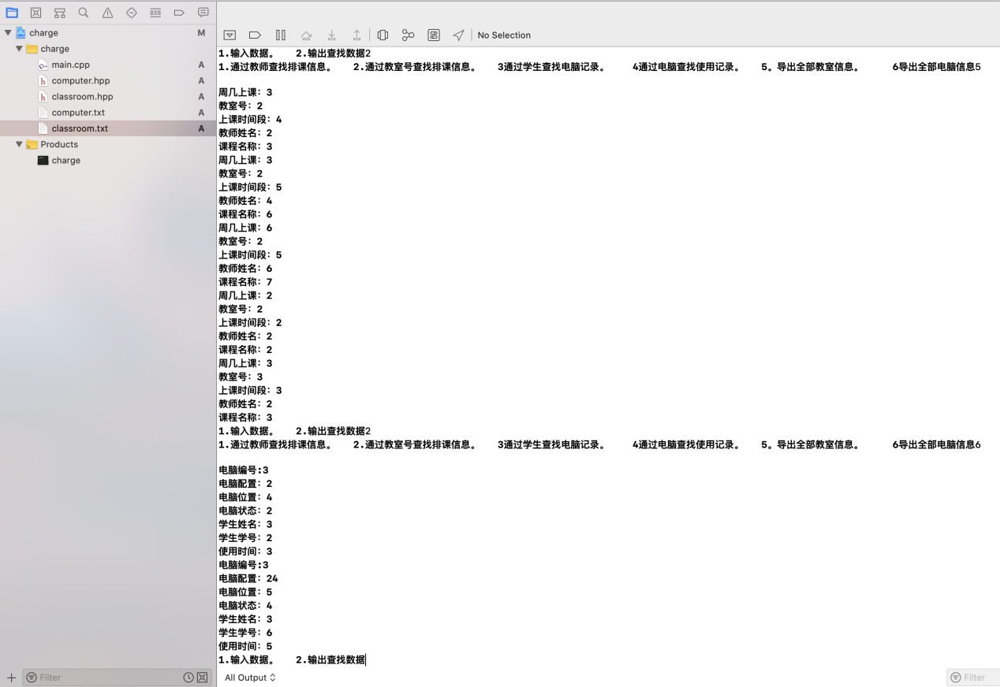 charge M
charge
main.cpp A
computer.hpp A
classroom.hpp A
computer.txt A
classroom.txt A
Products
charge
Filter
No Selection
1.输入数据。 2.输出查找数据2
1.通过教师查找排课信息。 2.通过教室号查找排课信息。 3通过学生查找电脑记录。 4通过电脑查找使用记录。 5。导出全部教室信息。 6导出全部电脑信息5
周几上课：3
教室号：2
上课时间段：4
教师姓名：2
课程名称：3
周几上课：3
教室号：2
上课时间段：5
教师姓名：4
课程名称：6
周几上课：6
教室号：2
上课时间段：5
教师姓名：6
课程名称：7
周几上课：2
教室号：2
上课时间段：2
教师姓名：2
课程名称：2
周几上课：3
教室号：3
上课时间段：3
教师姓名：2
课程名称：3
1.输入数据。 2.输出查找数据2
1.通过教师查找排课信息。 2.通过教室号查找排课信息。 3通过学生查找电脑记录。 4通过电脑查找使用记录。 5。导出全部教室信息。 6导出全部电脑信息6
电脑编号:3
电脑配置：2
电脑位置：4
电脑状态：2
学生姓名：3
学生学号：2
使用时间：3
电脑编号:3
电脑配置：24
电脑位置：5
电脑状态：4
学生姓名：3
学生学号：6
使用时间：5
1.输入数据。 2.输出查找数据
All Output
Filter